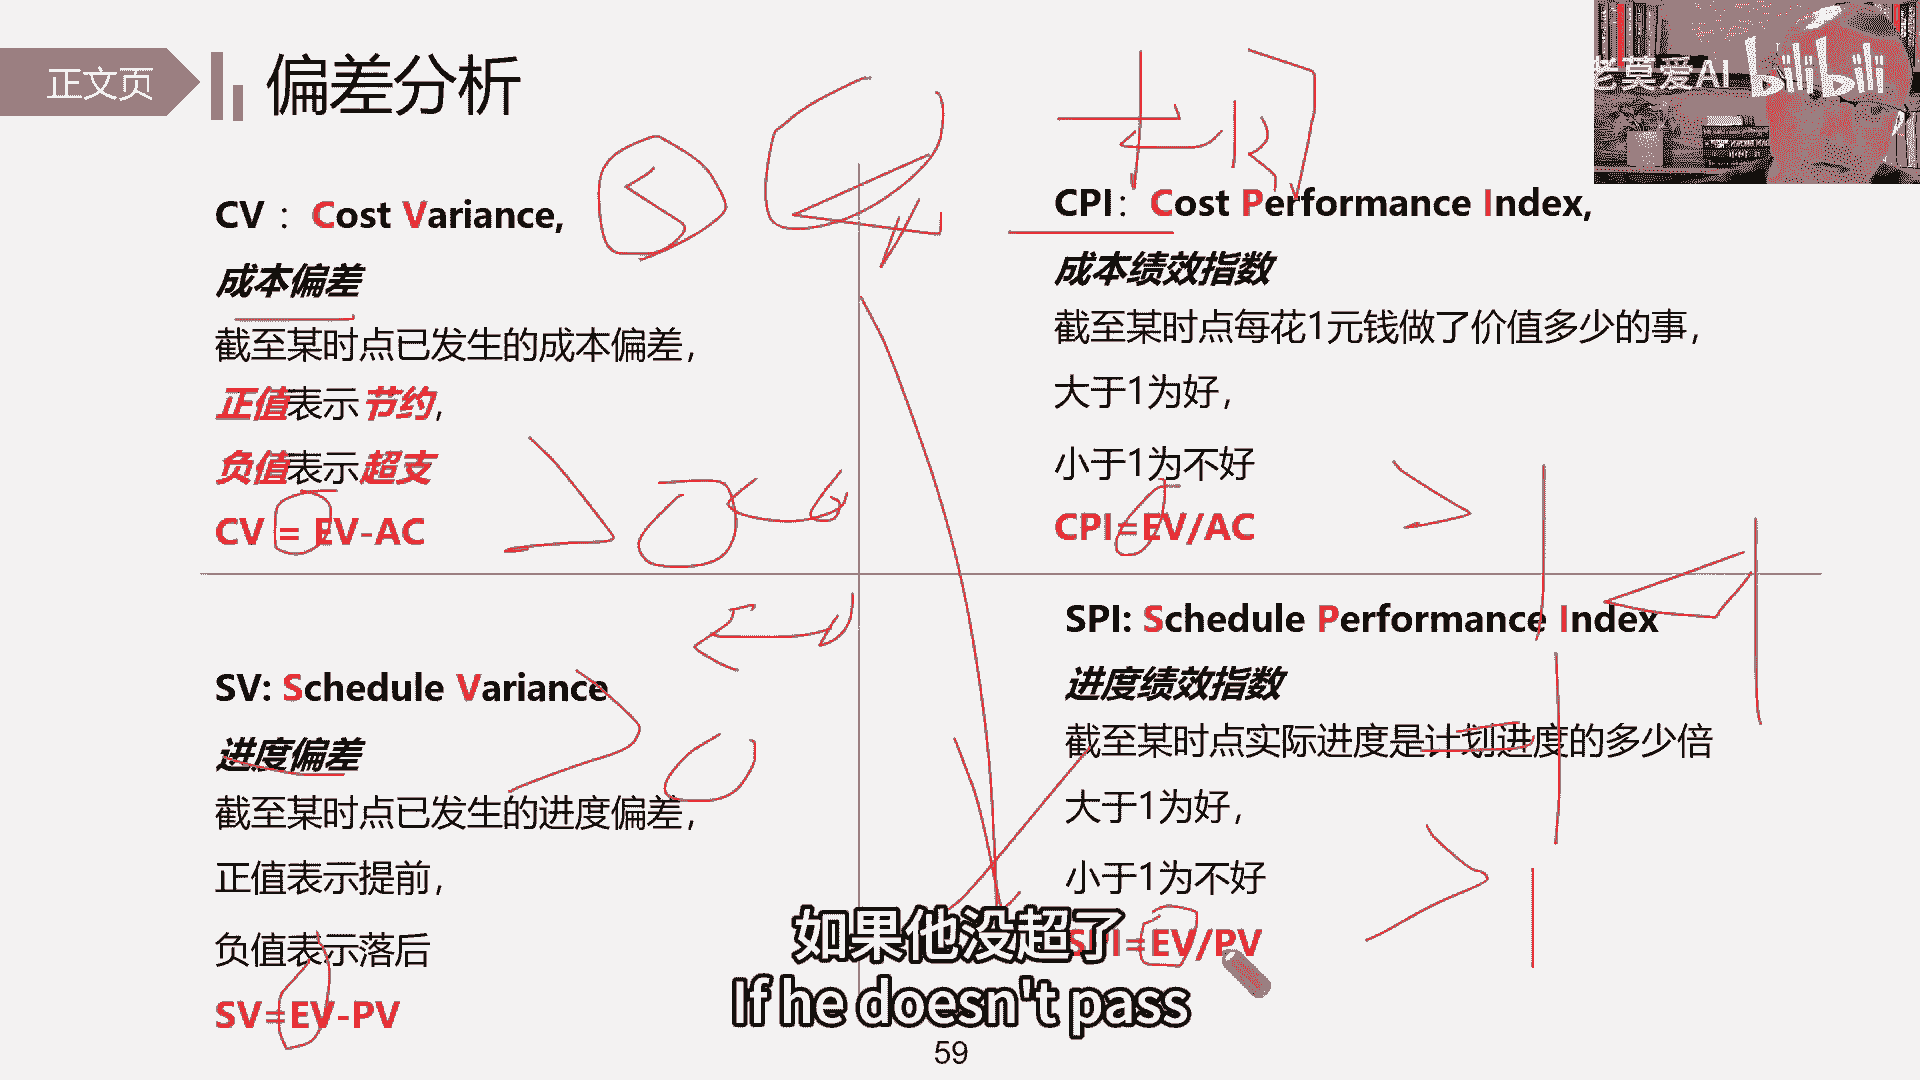 正文页
偏差分析
老莫爱AI bilibili
CV：Cost Variance,
成本偏差
截至某时点已发生的成本偏差，
正值表示节约，
负值表示超支
CV = EV-AC
CPI：Cost Performance Index,
成本绩效指数
截至某时点每花1元钱做了价值多少的事，
大于1为好，
小于1为不好
CPI=EV/AC
SV: Schedule Variance
进度偏差
截至某时点已发生的进度偏差，
正值表示提前，
负值表示落后
SV=EV-PV
SPI: Schedule Performance Index
进度绩效指数
截至某时点实际进度是计划进度的多少倍
大于1为好，
小于1为不好
SPI=EV/PV
如果他没超了
If he doesn't pass
59